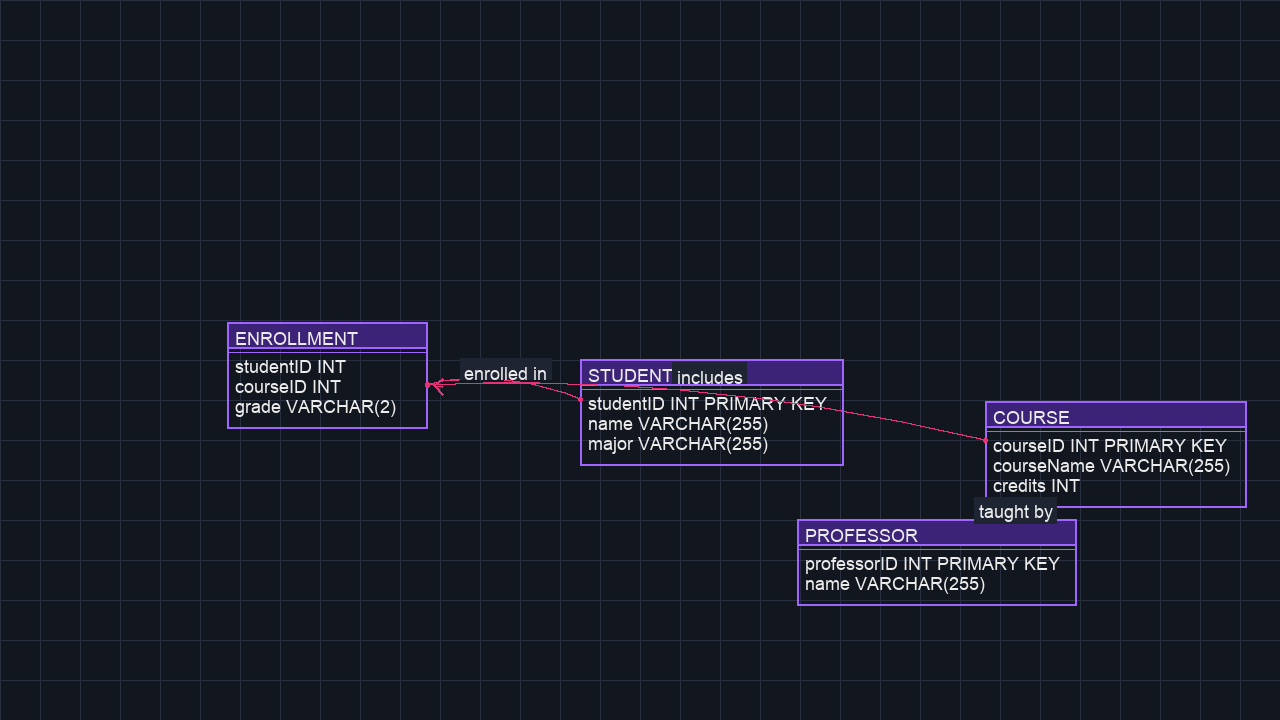 ENROLLMENT
studentID INT
courseID INT
grade VARCHAR(2)
enrolled in
STUDENT
includes
studentID INT PRIMARY KEY
name VARCHAR(255)
major VARCHAR(255)
COURSE
courseID INT PRIMARY KEY
courseName VARCHAR(255)
credits INT
taught by
PROFESSOR
professorID INT PRIMARY KEY
name VARCHAR(255)